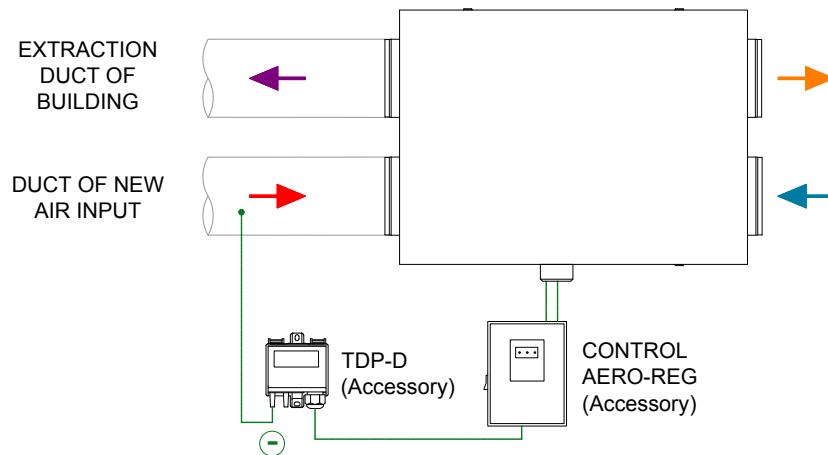 EXTRACTION
DUCT OF
BUILDING
DUCT OF NEW
AIR INPUT
TDP-D
(Accessory)
CONTROL
AERO-REG
(Accessory)